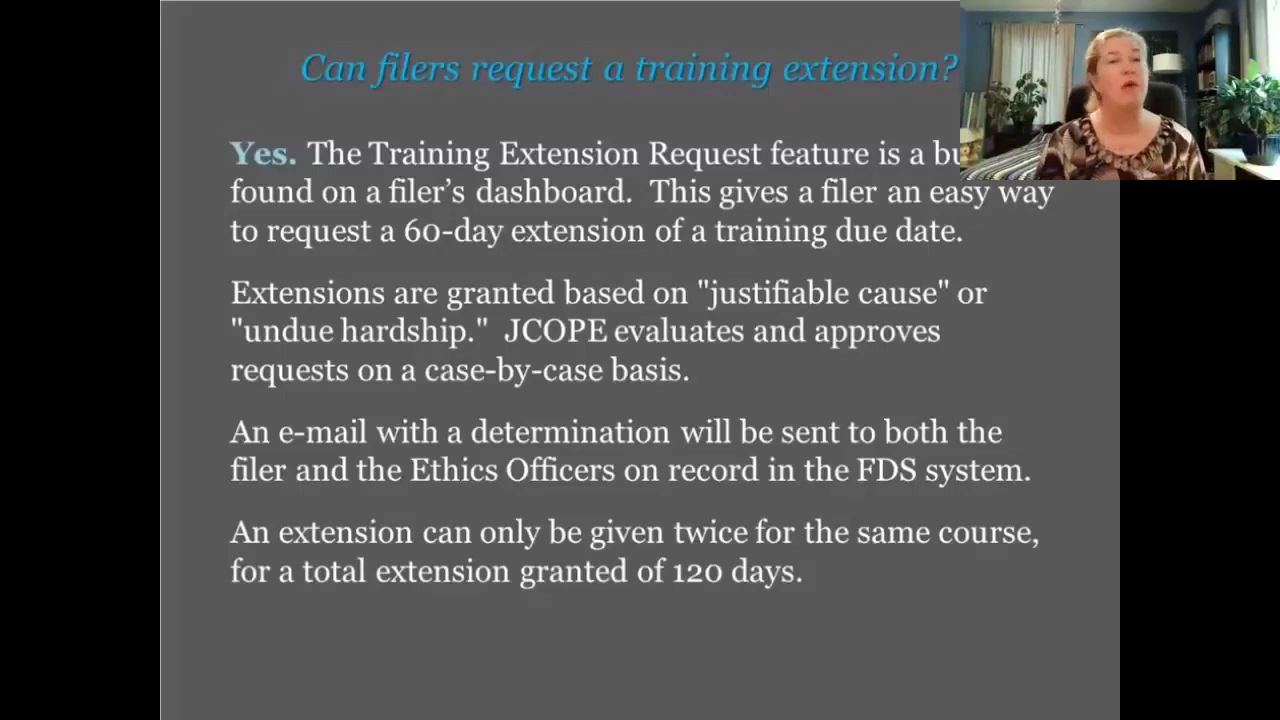 Can filers request a training extension?
Yes. The Training Extension Request feature is a
found on a filer’s dashboard. This gives a filer an easy way
to request a 60-day extension of a training due date.
Extensions are granted based on "justifiable cause" or
"undue hardship." JCOPE evaluates and approves
requests on a case-by-case basis.
An e-mail with a determination will be sent to both the
filer and the Ethics Officers on record in the FDS system.
An extension can only be given twice for the same course,
for a total extension granted of 120 days.